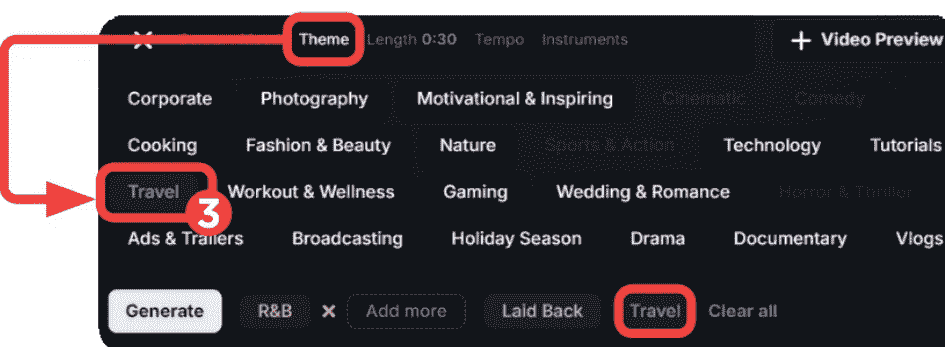 Theme Length 0:30 Tempo Instruments + Video Preview
Corporate Photography Motivational & Inspiring Cinematic Comedy
Cooking Fashion & Beauty Nature Sports & Action Technology Tutorials
Travel Workout & Wellness Gaming Wedding & Romance Horror & Thriller
3
Ads & Trailers Broadcasting Holiday Season Drama Documentary Vlogs
Generate R&B × Add more Laid Back Travel Clear all